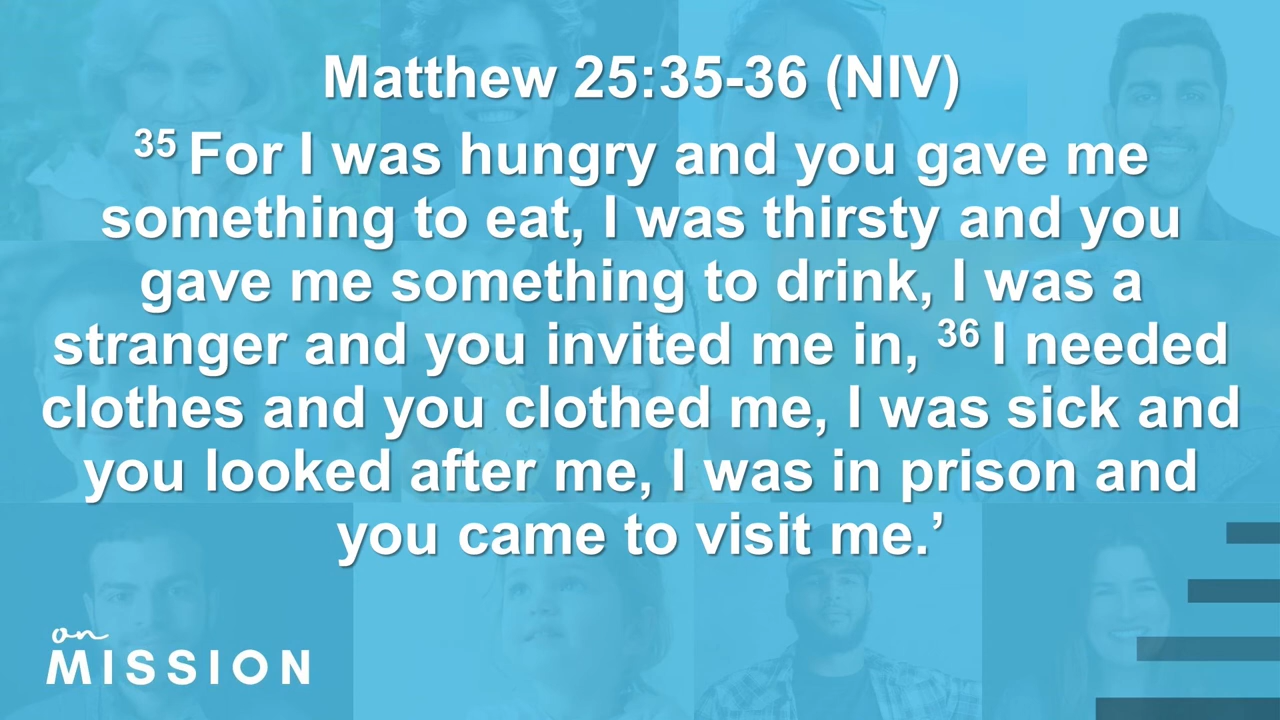 Matthew 25:35-36 (NIV)
35 For I was hungry and you gave me
something to eat, I was thirsty and you
gave me something to drink, I was a
stranger and you invited me in, 36 I needed
clothes and you clothed me, I was sick and
you looked after me, I was in prison and
you came to visit me.’
on
MISSION